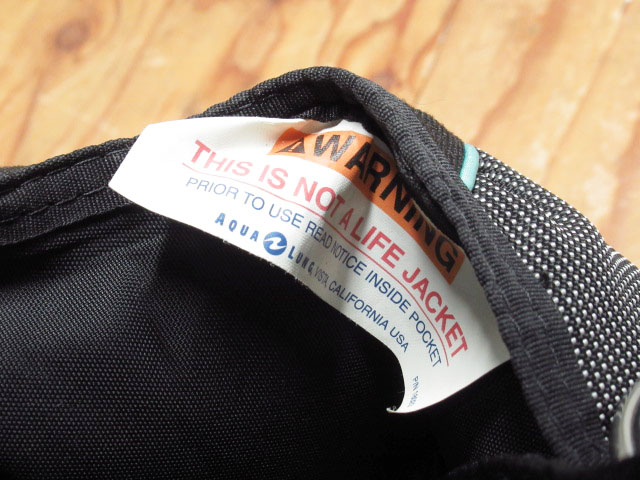 WARNING
THIS IS NOT A LIFE JACKET
PRIOR TO USE READ NOTICE INSIDE POCKET
AQUA LUNG, VISTA, CALIFORNIA USA